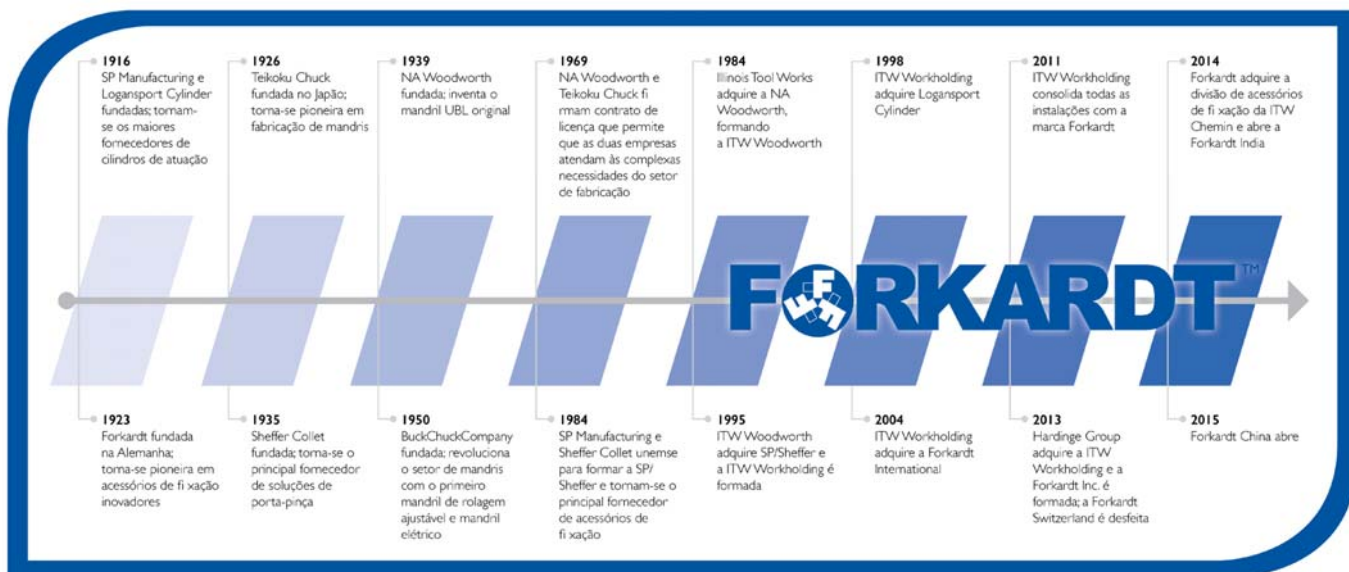 1916
SP Manufacturing e
Logansport Cylinder
fundadas; tornam-
se os maiores
fornecedores de
cilindros de atuação
1926
Teikoku Chuck
fundada no Japão;
torna-se pioneira em
fabricação de mandris
1939
NA Woodworth
fundada; inventa o
mandril UBL original
1969
NA Woodworth e
Teikoku Chuck fi
rmam contrato de
licença que permite
que as duas empresas
atendam às complexas
necessidades do setor
de fabricação
1984
Illinois Tool Works
adquire a NA
Woodworth,
formando
a ITW Woodworth
1998
ITW Workholding
adquire Logansport
Cylinder
2011
ITW Workholding
consolida todas as
instalações com a
marca Forkardt
2014
Forkardt adquire a
divisão de acessórios
de fi xação da ITW
Chemin e abre a
Forkardt India
FORKARDT™
1923
Forkardt fundada
na Alemanha;
torna-se pioneira em
acessórios de fi xação
inovadores
1935
Sheffer Collet
fundada; torna-se o
principal fornecedor
de soluções de
porta-pinça
1950
BuckChuckCompany
fundada; revoluciona
o setor de mandris
com o primeiro
mandril de rolagem
ajustável e mandril
elétrico
1984
SP Manufacturing e
Sheffer Collet unemse
para formar a SP/
Sheffer e tornam-se o
principal fornecedor
de acessórios de
fi xação
1995
ITW Woodworth
adquire SP/Sheffer e
a ITW Workholding é
formada
2004
ITW Workholding
adquire a Forkardt
International
2013
Hardinge Group
adquire a ITW
Workholding e a
Forkardt Inc. é
formada; a Forkardt
Switzerland é desfeita
2015
Forkardt China abre